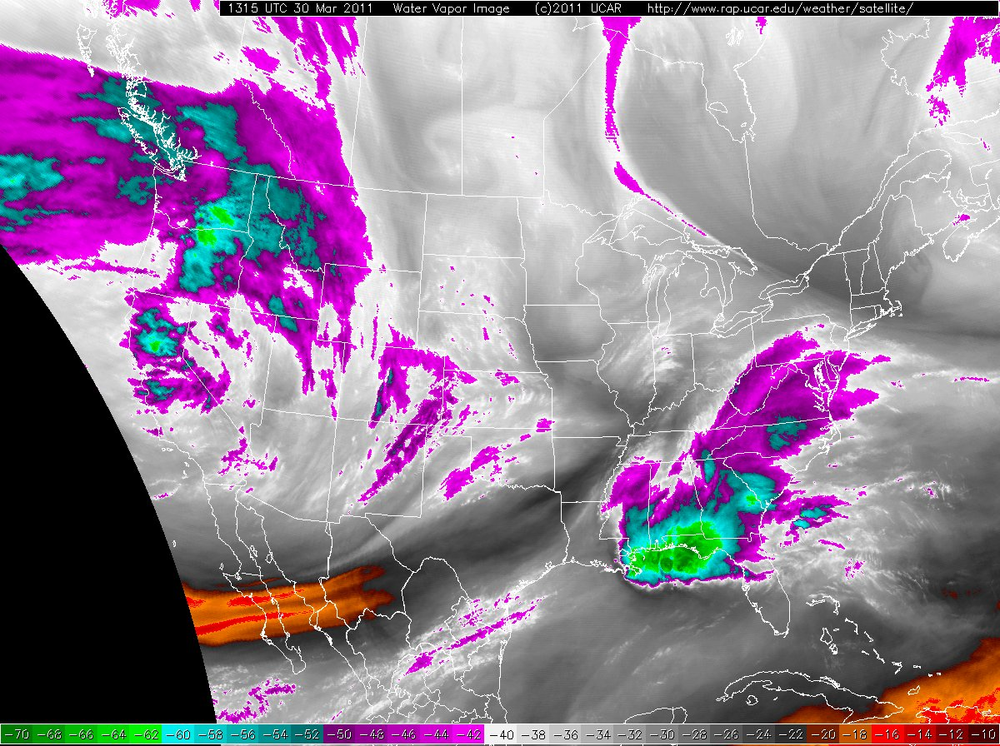 1315 UTC 30 Mar 2011 Water Vapor Image (c)2011 UCAR http://www.rap.ucar.edu/weather/satellite/
-70 -68 -66 -64 -62 -60 -58 -56 -54 -52 -50 -48 -46 -44 -42 -40 -38 -36 -34 -32 -30 -28 -26 -24 -22 -20 -18 -16 -14 -12 -10